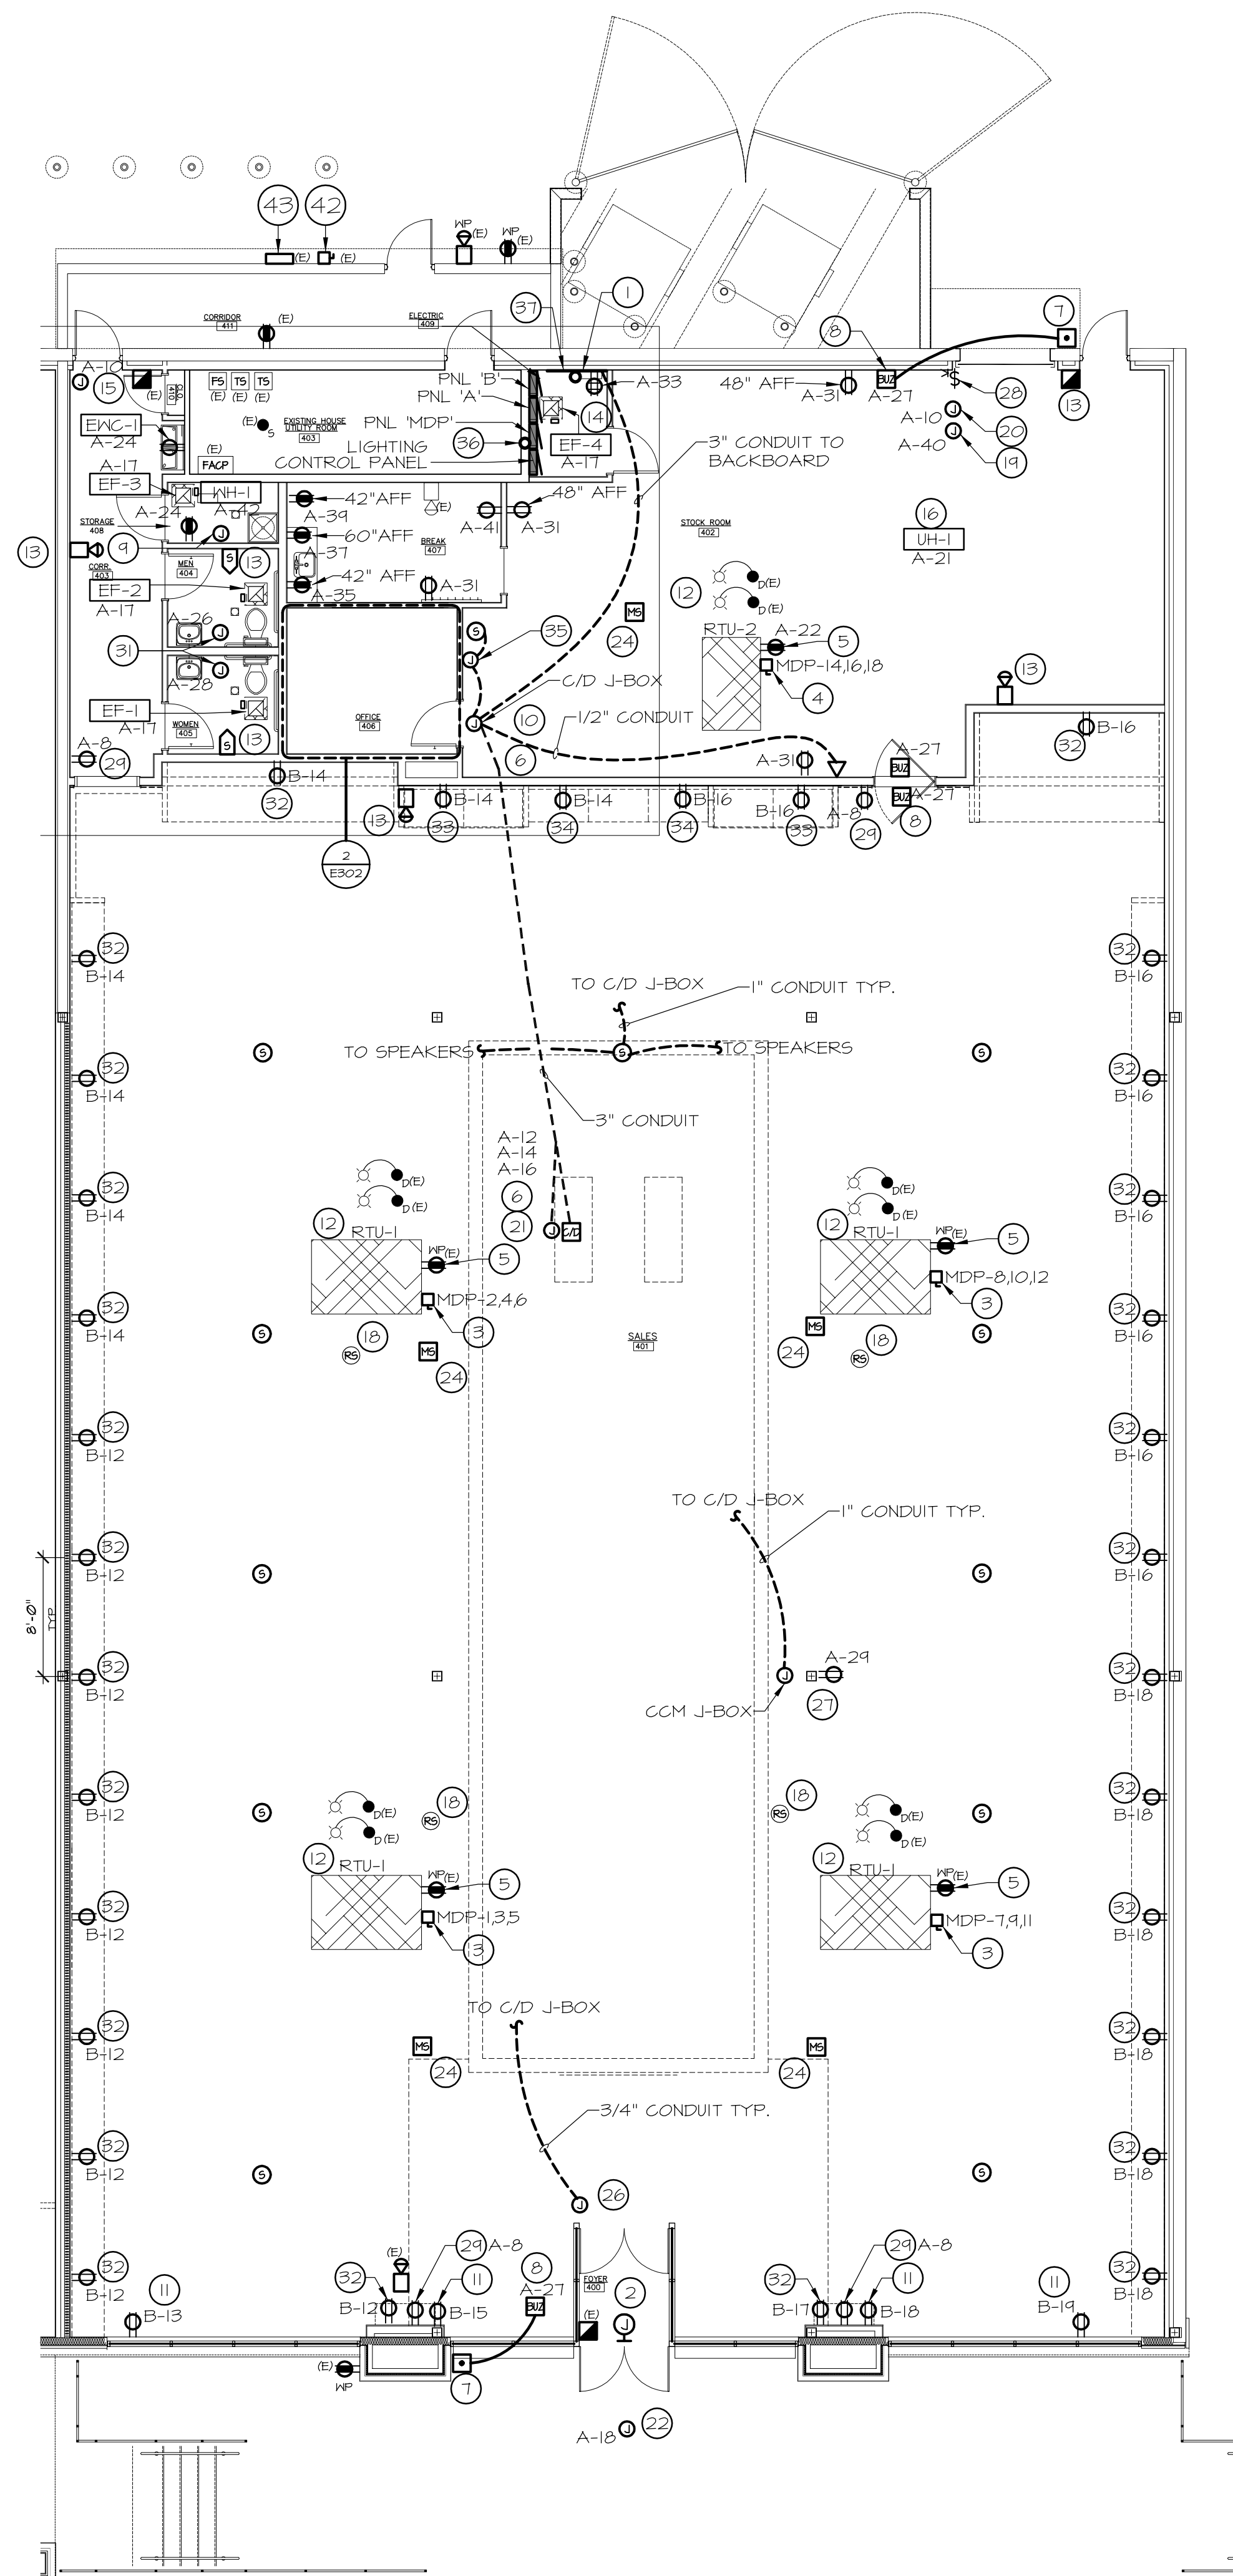 43
42
(E)
(E)
WP
(E)
WP
(E)
37
1
7
8
CORRIDOR
411
(E)
ELECTRIC
409
A-10
15
(E)
410
FS
TS
TS
(E)
(E)
(E)
PNL 'B'
PNL 'A'
A-33
48" AFF
A-31
BUZ
A-27
28
13
EWC-1
A-24
(E)
S
EXISTING HOUSE
UTILITY ROOM
403
PNL 'MDP'
14
A-10
20
A-40
19
LIGHTING
CONTROL PANEL
36
EF-4
A-17
3" CONDUIT TO
BACKBOARD
A-17
EF-3
(E)
FACP
WH-1
A-42
A-24
42"AFF
A-39
(E)
A-41
48" AFF
A-31
STORAGE
408
STOCK ROOM
402
16
UH-1
A-21
13
9
60"AFF
A-37
BREAK
407
CORR.
403
MEN
404
S
13
EF-2
A-17
42" AFF
A-35
A-31
12
D(E)
D(E)
A-26
MS
24
RTU-2
A-22
5
31
S
35
MDP-14,16,18
4
13
A-28
J
C/D J-BOX
EF-1
A-17
WOMEN
405
S
13
OFFICE
406
10
1/2" CONDUIT
6
A-8
29
B-14
32
A-31
A-27
BUZ
B-16
32
13
B-14
33
B-14
34
B-16
34
B-16
33
A-8
29
BUZ
A-27
8
2
E302
32
B-14
32
B-16
TO C/D J-BOX
1" CONDUIT TYP.
TO SPEAKERS
S
TO SPEAKERS
S
S
32
B-14
32
B-16
3" CONDUIT
A-12
A-14
A-16
D(E)
D(E)
D(E)
D(E)
32
B-14
6
32
B-16
12
RTU-1
21
J
C/D
12
RTU-1
WP(E)
5
WP(E)
5
MDP-2,4,6
3
MDP-8,10,12
3
32
B-14
32
B-16
S
18
RS
MS
24
SALES
401
MS
24
18
RS
S
32
B-12
32
B-16
TO C/D J-BOX
1" CONDUIT TYP.
32
B-12
32
B-16
S
S
8'-0"
TYP
32
B-12
A-29
32
B-18
CCM J-BOX
J
27
32
B-12
D(E)
D(E)
18
RS
18
RS
D(E)
D(E)
32
B-18
S
S
12
RTU-1
12
RTU-1
WP(E)
5
WP(E)
5
32
B-12
MDP-1,3,5
3
MDP-7,9,11
3
32
B-18
TO C/D J-BOX
32
B-12
MS
24
MS
24
32
B-18
3/4" CONDUIT TYP.
32
B-12
32
B-18
S
S
J
26
32
B-12
11
B-13
(E)
32
B-12
29
A-8
11
B-15
8
A-27
BUZ
FOYER
400
2
J
(E)
32
B-17
29
A-8
11
B-18
11
B-19
32
B-18
(E)
WP
7
A-18
J
22